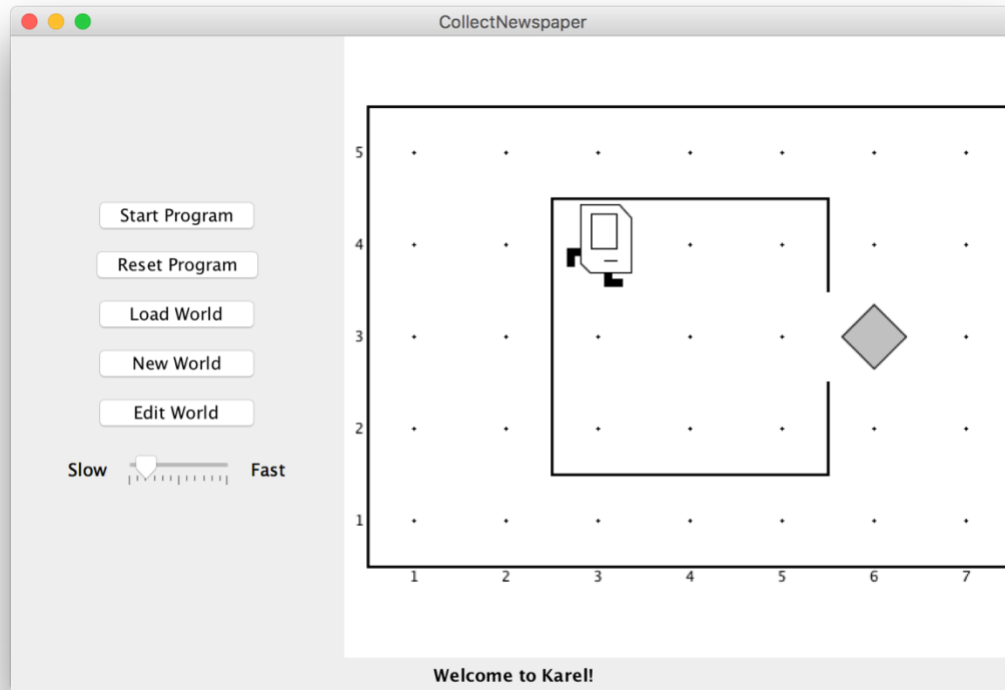 CollectNewspaper
Start Program
Reset Program
Load World
New World
Edit World
Slow Fast
5
4
3
2
1
1 2 3 4 5 6 7
Welcome to Karel!